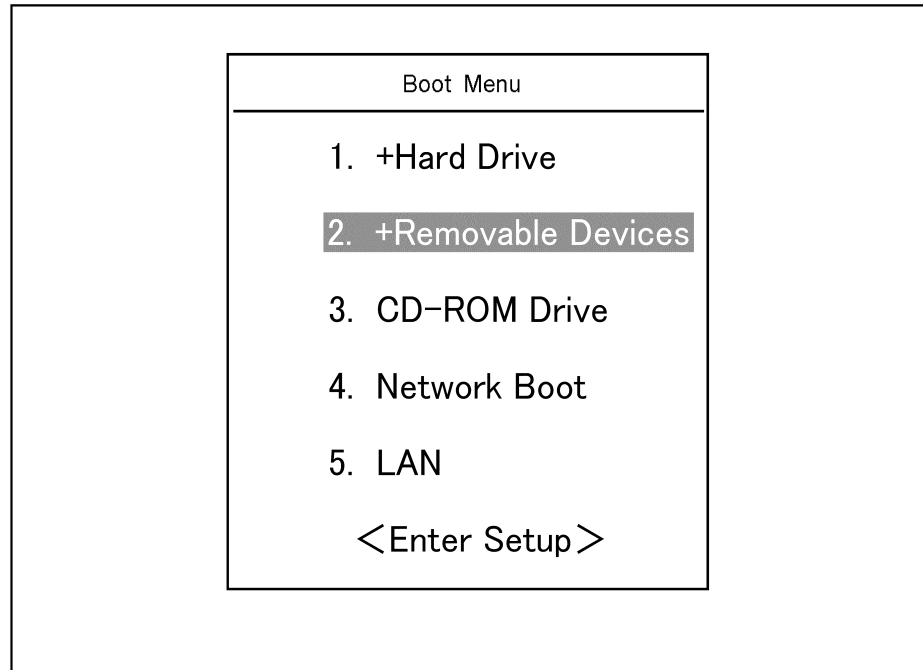 Boot Menu
1. +Hard Drive
2. +Removable Devices
3. CD-ROM Drive
4. Network Boot
5. LAN
<Enter Setup>